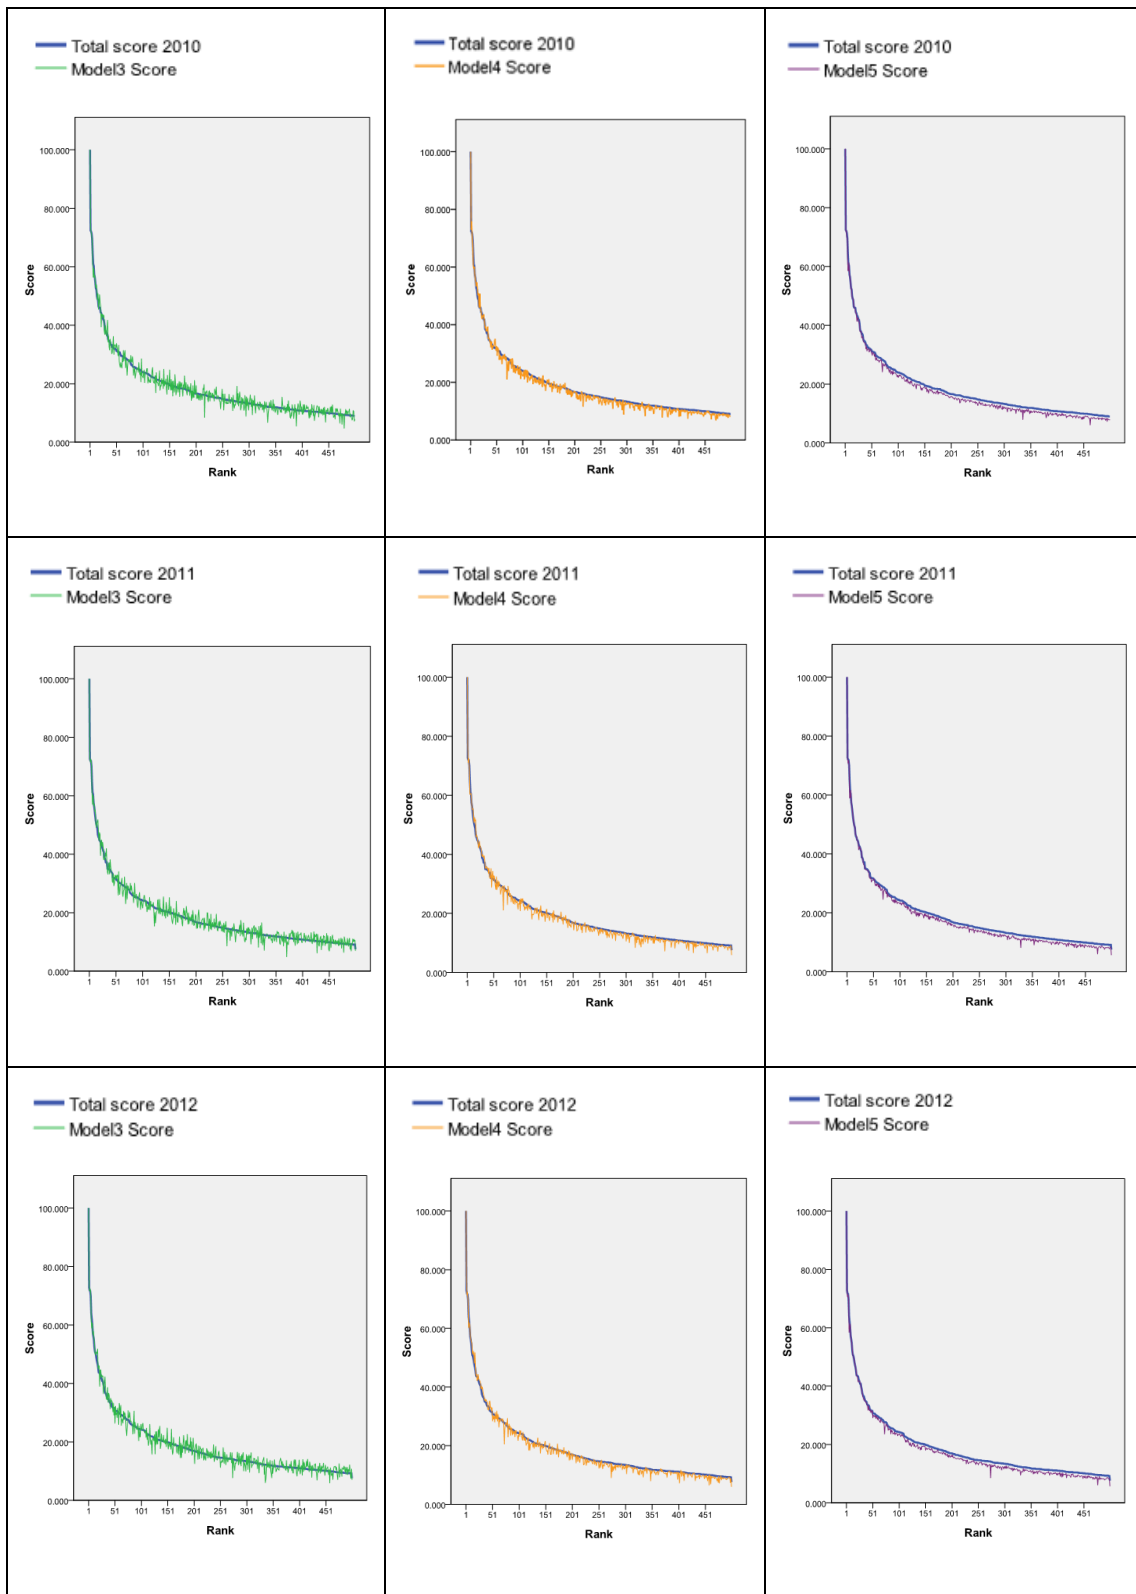 Total score 2010
Model3 Score
100.000
80.000
60.000
40.000
20.000
0.000
Score
1 51 101 151 201 251 301 351 401 451
Rank
Total score 2010
Model4 Score
100.000
80.000
60.000
40.000
20.000
0.000
Score
1 51 101 151 201 251 301 351 401 451
Rank
Total score 2010
Model5 Score
100.000
80.000
60.000
40.000
20.000
0.000
Score
1 51 101 151 201 251 301 351 401 451
Rank
Total score 2011
Model3 Score
100.000
80.000
60.000
40.000
20.000
0.000
Score
1 51 101 151 201 251 301 351 401 451
Rank
Total score 2011
Model4 Score
100.000
80.000
60.000
40.000
20.000
0.000
Score
1 51 101 151 201 251 301 351 401 451
Rank
Total score 2011
Model5 Score
100.000
80.000
60.000
40.000
20.000
0.000
Score
1 51 101 151 201 251 301 351 401 451
Rank
Total score 2012
Model3 Score
100.000
80.000
60.000
40.000
20.000
0.000
Score
1 51 101 151 201 251 301 351 401 451
Rank
Total score 2012
Model4 Score
100.000
80.000
60.000
40.000
20.000
0.000
Score
1 51 101 151 201 251 301 351 401 451
Rank
Total score 2012
Model5 Score
100.000
80.000
60.000
40.000
20.000
0.000
Score
1 51 101 151 201 251 301 351 401 451
Rank